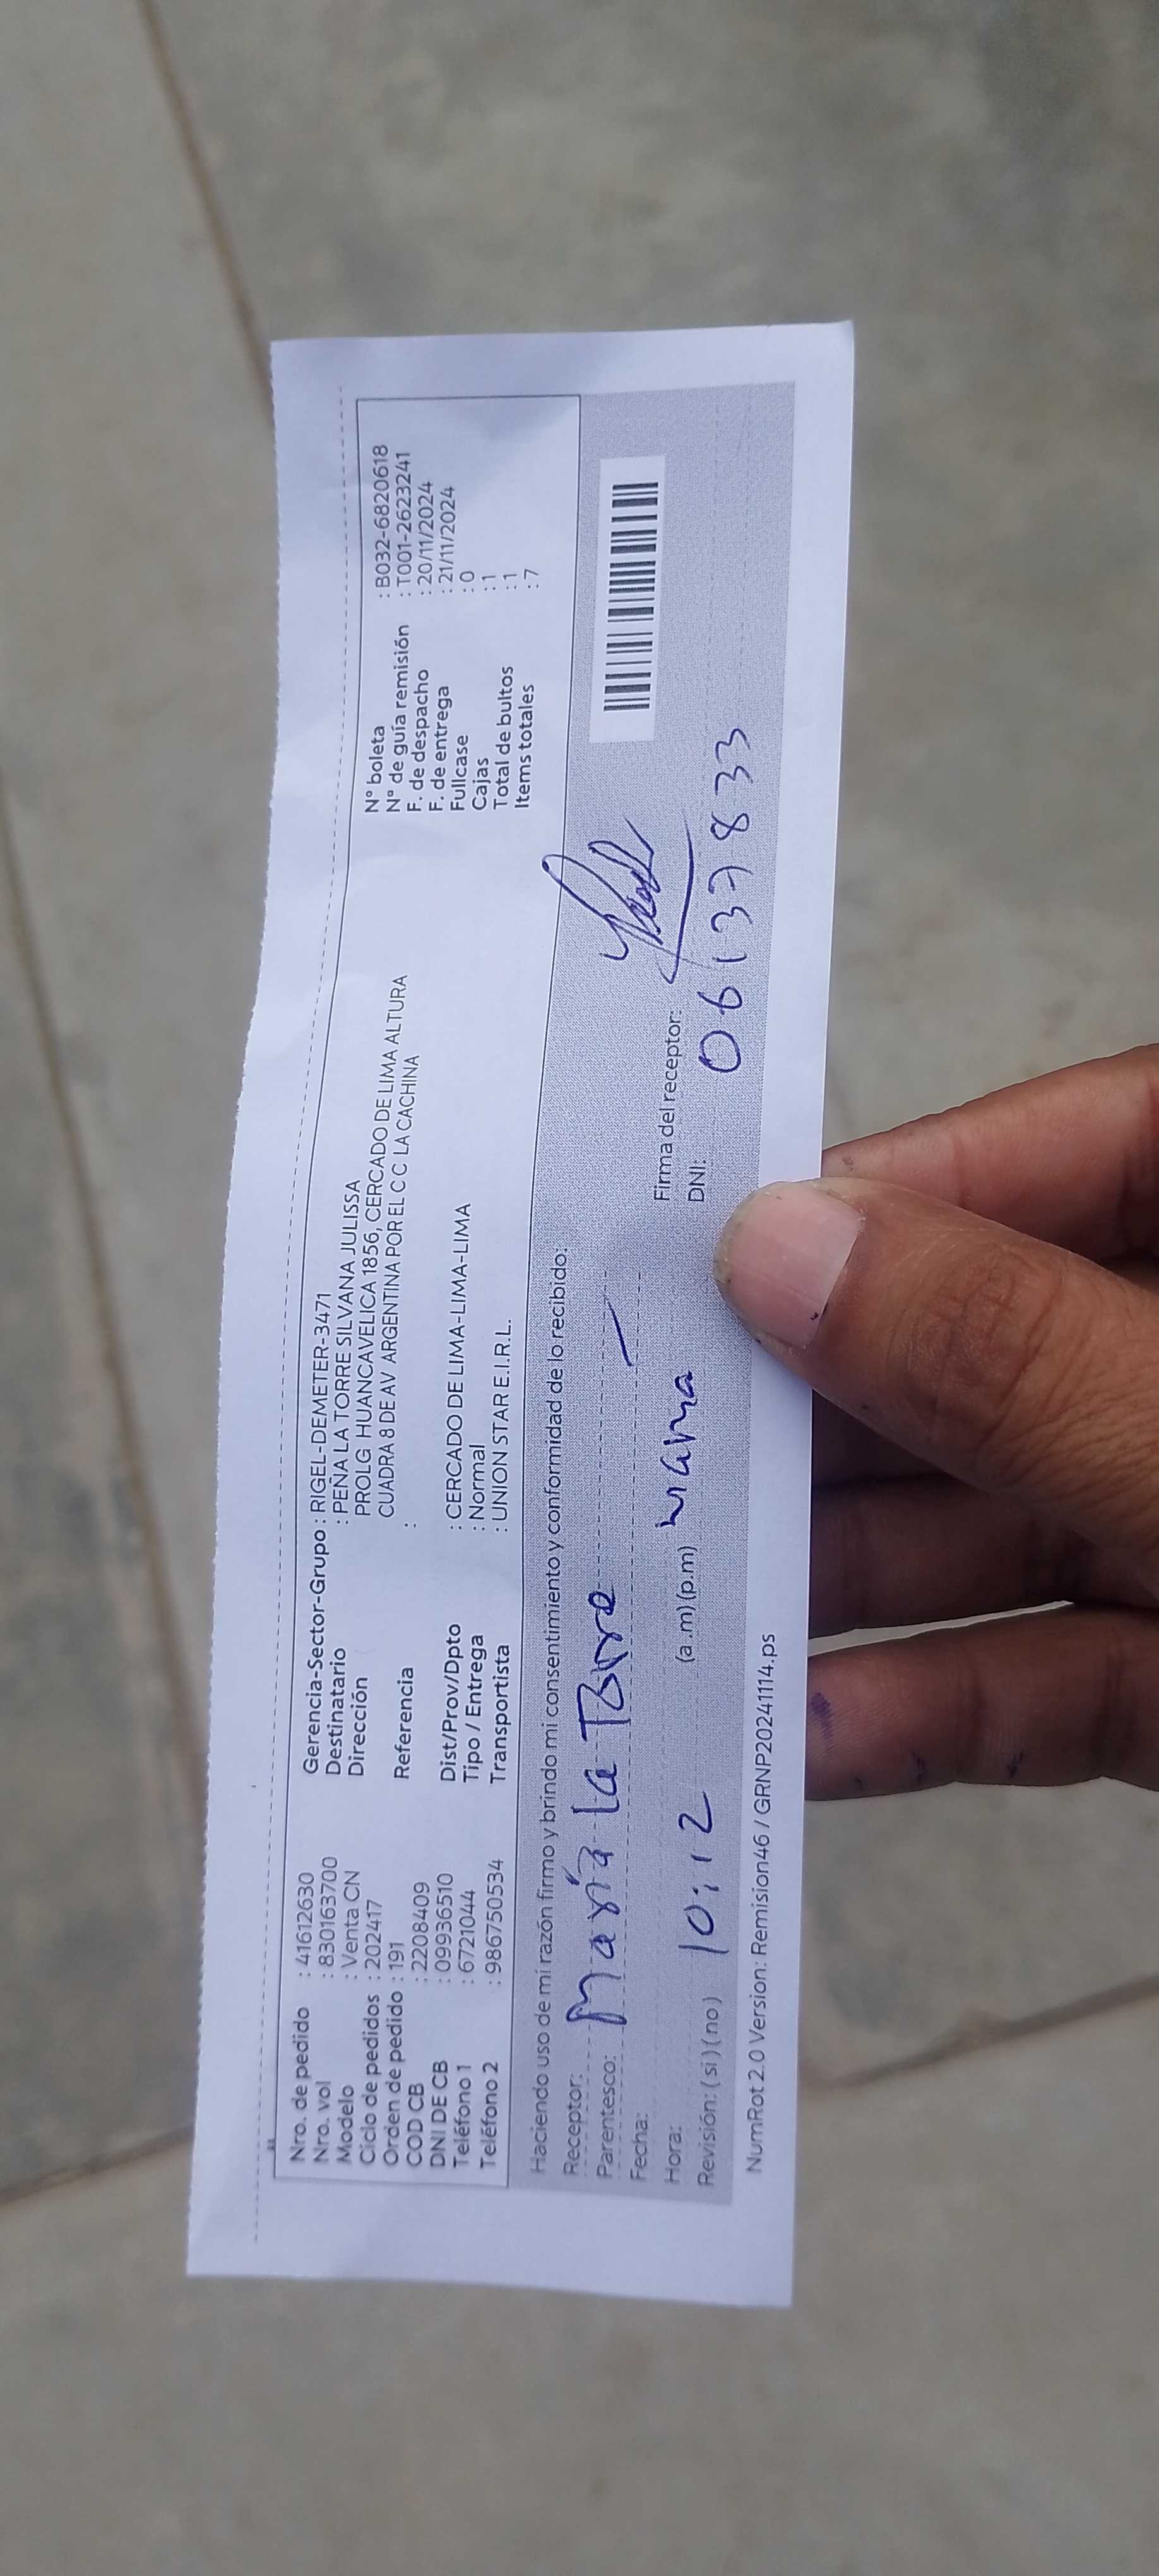 Nro. de pedido : 41612630
Nro. vol : 8301637​00
Modelo : Venta CN
Ciclo de pedidos : 202417
Orden de pedido : 191
COD CB : 2208409
DNI DE CB : 09936510
Teléfono 1 : 6721044
Teléfono 2 : 986750534
Gerencia-Sector-Grupo : RIGEL-DEMETER-3471
Destinatario : PEÑA LA TORRE SILVANA JULISSA
Dirección PROLG HUANCAVELICA 1856, CERCADO DE LIMA ALTURA
CUADRA 8 DE AV ARGENTINA POR EL C C LA CACHINA
Referencia :
Dist/Prov/Dpto : CERCADO DE LIMA-LIMA-LIMA
Tipo / Entrega : Normal
Transportista : UNION STAR E.I.R.L.
N° boleta : B032-6820618
N° de guía remisión : T001-2623241
F. de despacho : 20/11/2024
F. de entrega : 21/11/2024
Fullcase : 0
Cajas : 1
Total de bultos : 1
Items totales : 7
Haciendo uso de mi razón firmo y brindo mi consentimiento y conformidad de lo recibido:
Receptor: María la Torre
Parentesco:
Fecha:
Hora: 10:12 (a.m) (p.m) mama
Revisión: ( si ) ( no )
Firma del receptor:
DNI: 06137833
NumRot 2.0 Version: Remision46 / GRNP20241114.ps